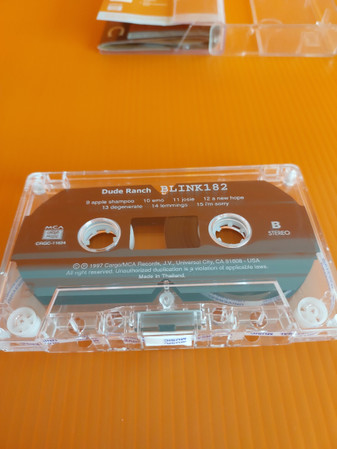 Dude Ranch BLINK182
9 apple shampoo 10 emo 11 josie 12 a new hope
13 degenerate 14 lemmings 15 i'm sorry
MCA
B
STEREO
© ℗ 1997 Cargo/MCA Records, J.V., Universal City, CA 91608 - USA.
All right reserved. Unauthorized duplication is a violation of applicable laws.
Made in Thailand.